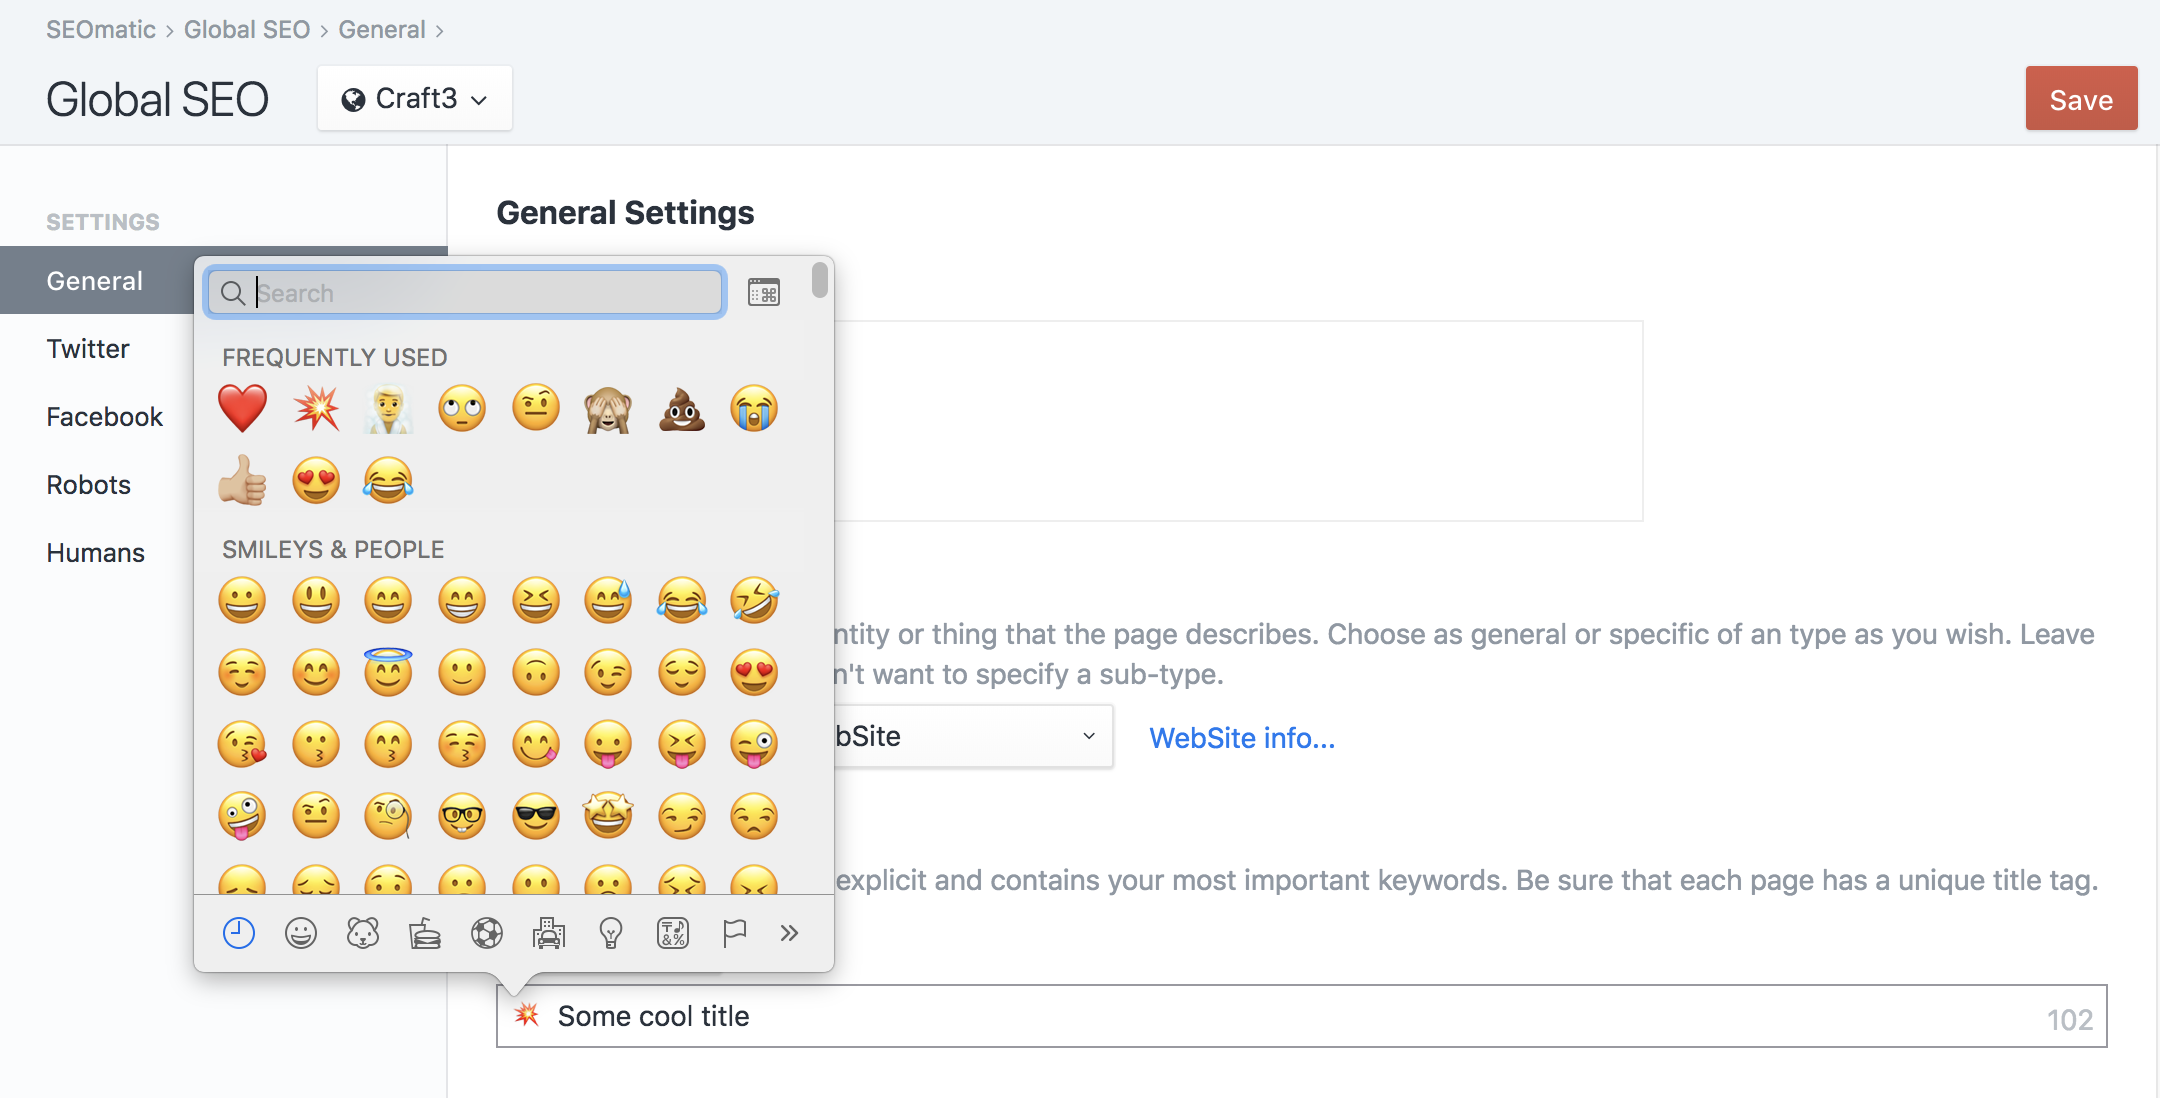 SEOmatic › Global SEO › General ›
Global SEO
Craft3
Save
SETTINGS
General
Twitter
Facebook
Robots
Humans
General Settings
Search
FREQUENTLY USED
SMILEYS & PEOPLE
ntity or thing that the page describes. Choose as general or specific of an type as you wish. Leave
n't want to specify a sub-type.
bSite
WebSite info...
explicit and contains your most important keywords. Be sure that each page has a unique title tag.
💥 Some cool title
102